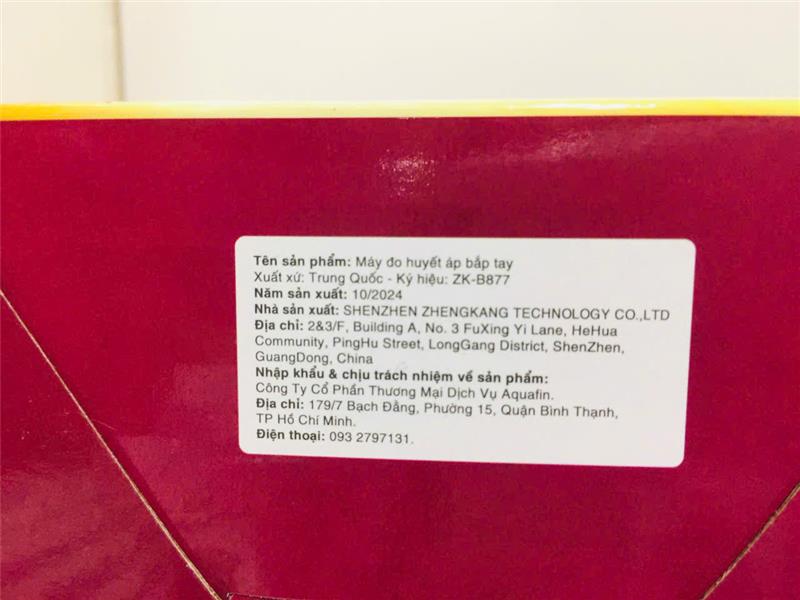 Tên sản phẩm: Máy đo huyết áp bắp tay
Xuất xứ: Trung Quốc - Ký hiệu: ZK-B877
Năm sản xuất: 10/2024
Nhà sản xuất: SHENZHEN ZHENGKANG TECHNOLOGY CO.,LTD
Địa chỉ: 2&3/F, Building A, No. 3 FuXing Yi Lane, HeHua
Community, PingHu Street, LongGang District, ShenZhen,
GuangDong, China
Nhập khẩu & chịu trách nhiệm về sản phẩm:
Công Ty Cổ Phần Thương Mại Dịch Vụ Aquafin.
Địa chỉ: 179/7 Bạch Đằng, Phường 15, Quận Bình Thạnh,
TP Hồ Chí Minh.
Điện thoại: 093 2797131.